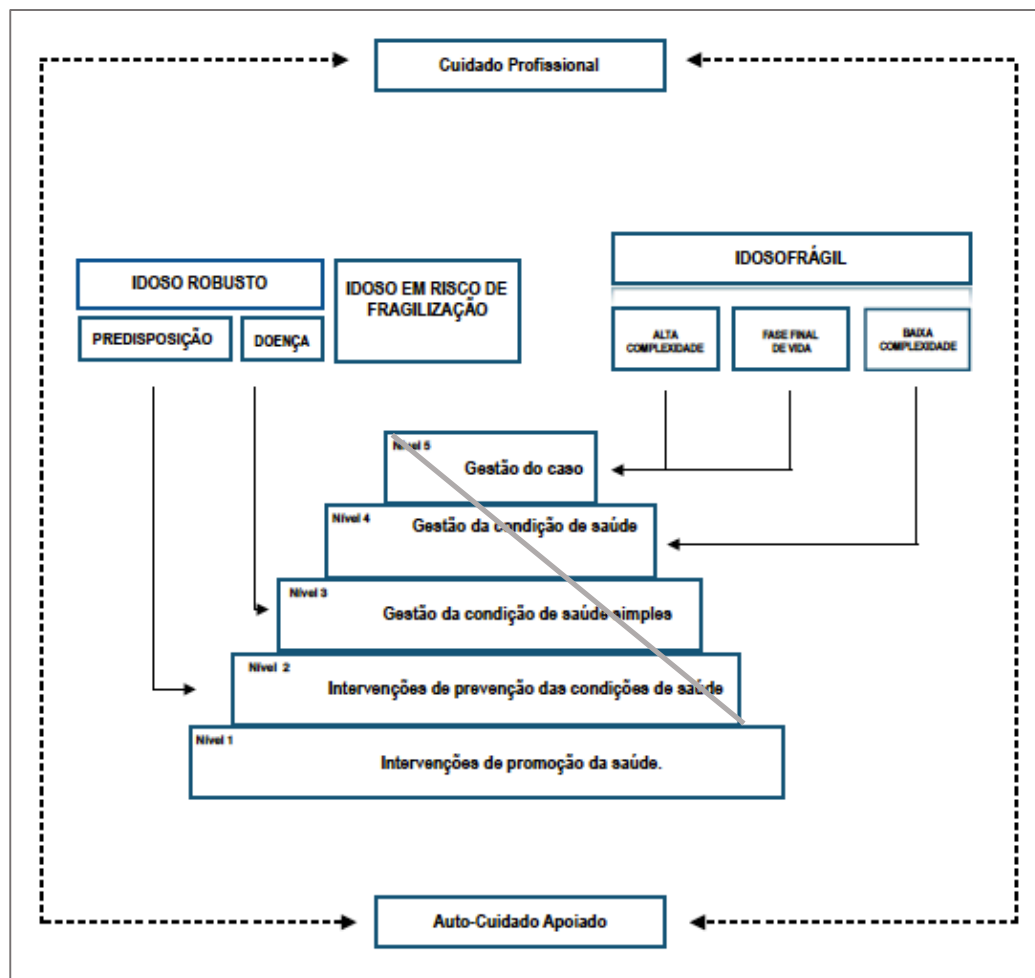 Cuidado Profissional
IDOSO ROBUSTO
PREDISPOSIÇÃO
DOENÇA
IDOSO EM RISCO DE
FRAGILIZAÇÃO
IDOSOFRÁGIL
ALTA
COMPLEXIDADE
FASE FINAL
DE VIDA
BAIXA
COMPLEXIDADE
Nível 5
Gestão do caso
Nível 4
Gestão da condição de saúde
Nível 3
Gestão da condição de saúde simples
Nível 2
Intervenções de prevenção das condições de saúde
Nível 1
Intervenções de promoção da saúde.
Auto-Cuidado Apoiado